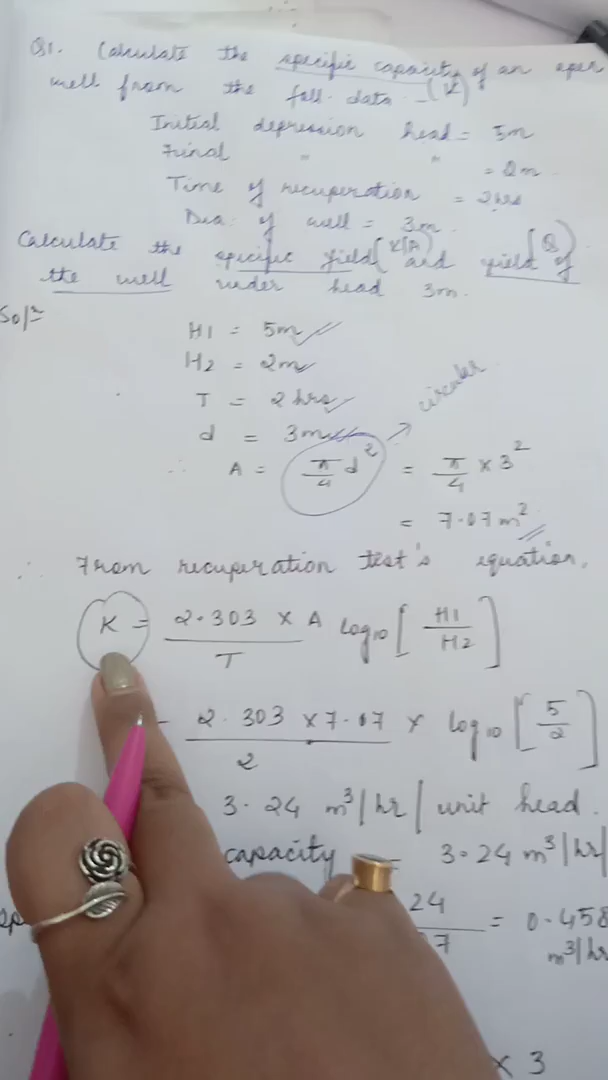 Q1. Calculate the specific capacity of an open
well from the foll. data - (K)
Initial depression head = 5m
Final " " = 2m
Time of recuperation = 2 hrs
Dia. of well = 3m.
Calculate the specific yield (K/A) and yield (Q) of
the well under head 3m.
Sol:
H1 = 5m
H2 = 2m
T = 2 hrs
d = 3m
circular
∴ A = π/4 d² = π/4 × 3²
= 7.07 m²
∴ From recuperation test's equation,
K = 2.303 × A / T log10 [H1/H2]
= 2.303 × 7.07 / 2 × log10 [5/2]
3.24 m³/hr/unit head.
capacity = 3.24 m³/hr/
24 / 7 = 0.458
m³/hr
× 3